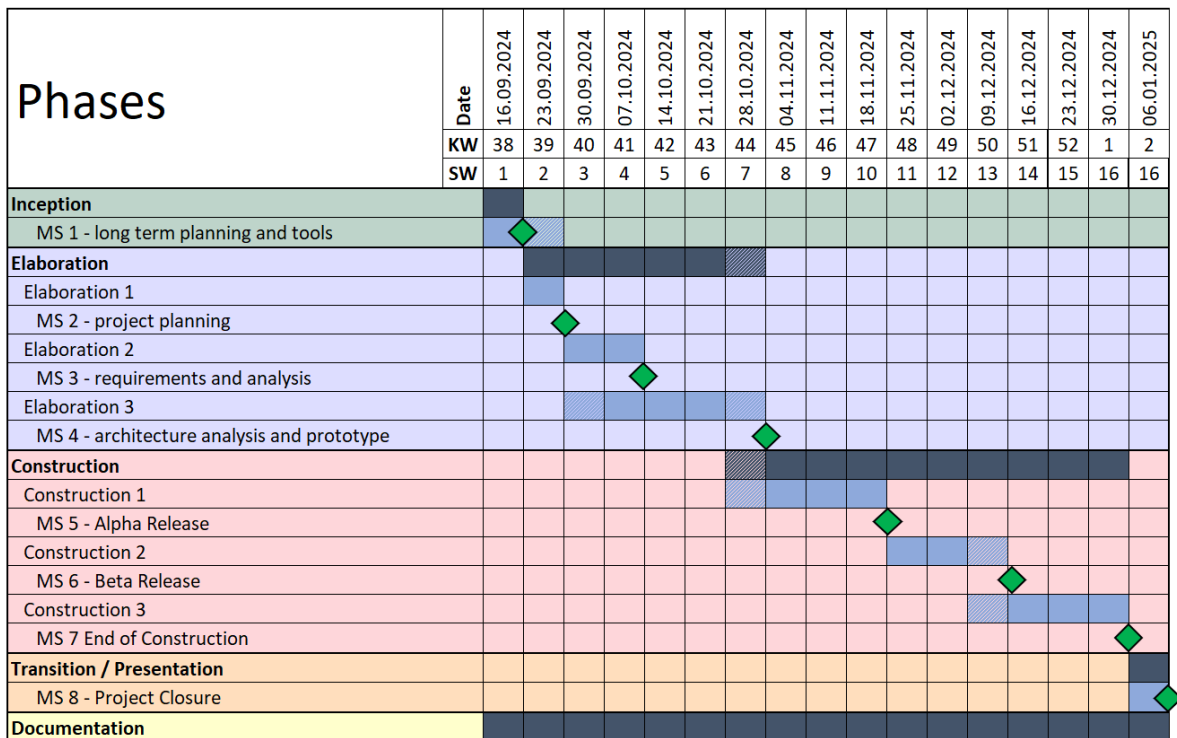 Phases
Date 16.09.2024 23.09.2024 30.09.2024 07.10.2024 14.10.2024 21.10.2024 28.10.2024 04.11.2024 11.11.2024 18.11.2024 25.11.2024 02.12.2024 09.12.2024 16.12.2024 23.12.2024 30.12.2024 06.01.2025
KW 38 39 40 41 42 43 44 45 46 47 48 49 50 51 52 1 2
SW 1 2 3 4 5 6 7 8 9 10 11 12 13 14 15 16 16
Inception
MS 1 - long term planning and tools
Elaboration
Elaboration 1
MS 2 - project planning
Elaboration 2
MS 3 - requirements and analysis
Elaboration 3
MS 4 - architecture analysis and prototype
Construction
Construction 1
MS 5 - Alpha Release
Construction 2
MS 6 - Beta Release
Construction 3
MS 7 End of Construction
Transition / Presentation
MS 8 - Project Closure
Documentation